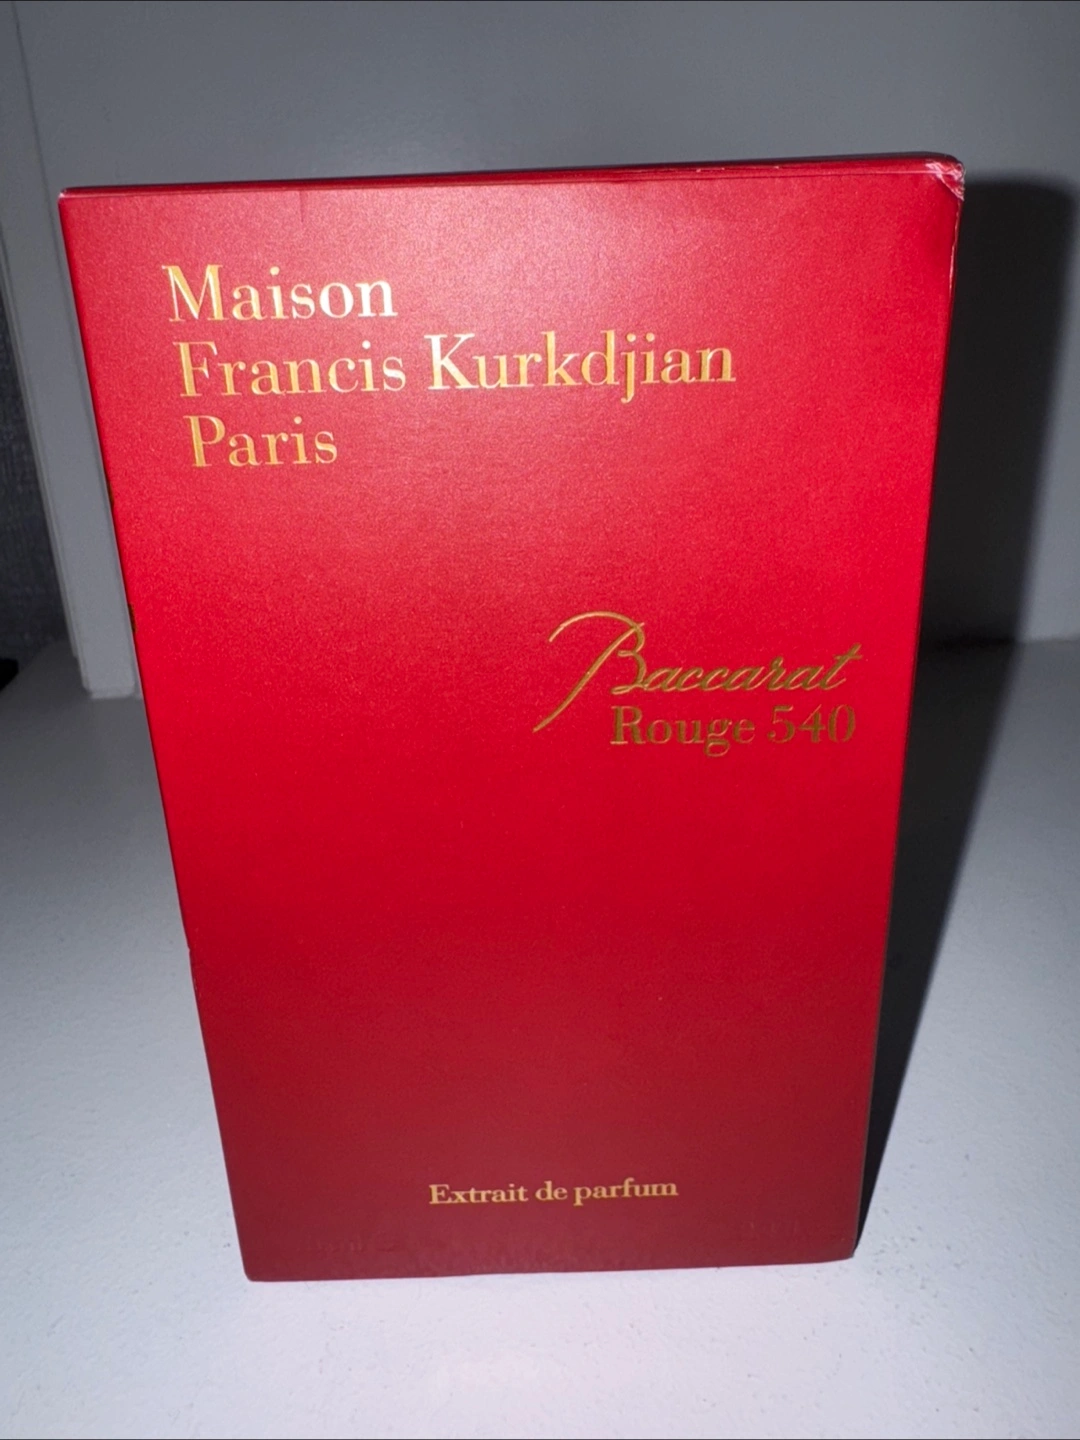 Maison
Francis Kurkdjian
Paris
Baccarat
Rouge 540
Extrait de parfum